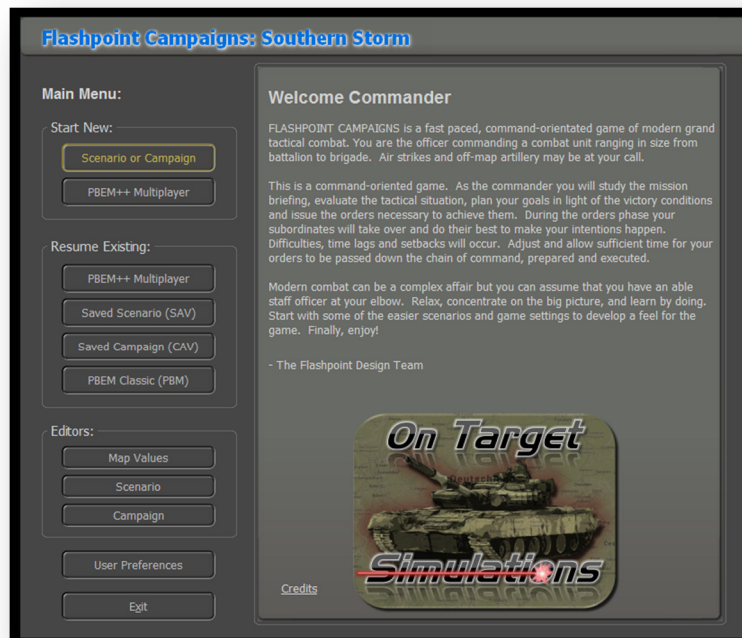 Flashpoint Campaigns: Southern Storm
Main Menu:
Start New:
Scenario or Campaign
PBEM++ Multiplayer
Resume Existing:
PBEM++ Multiplayer
Saved Scenario (SAV)
Saved Campaign (CAV)
PBEM Classic (PBM)
Editors:
Map Values
Scenario
Campaign
User Preferences
Exit
Welcome Commander
FLASHPOINT CAMPAIGNS is a fast paced, command-orientated game of modern grand
tactical combat. You are the officer commanding a combat unit ranging in size from
battalion to brigade.  Air strikes and off-map artillery may be at your call.
This is a command-oriented game.  As the commander you will study the mission
briefing, evaluate the tactical situation, plan your goals in light of the victory conditions
and issue the orders necessary to achieve them.  During the orders phase your
subordinates will take over and do their best to make your intentions happen.
Difficulties, time lags and setbacks will occur.  Adjust and allow sufficient time for your
orders to be passed down the chain of command, prepared and executed.
Modern combat can be a complex affair but you can assume that you have an able
staff officer at your elbow.  Relax, concentrate on the big picture, and learn by doing.
Start with some of the easier scenarios and game settings to develop a feel for the
game.  Finally, enjoy!
- The Flashpoint Design Team
On Target
Simulations
Credits